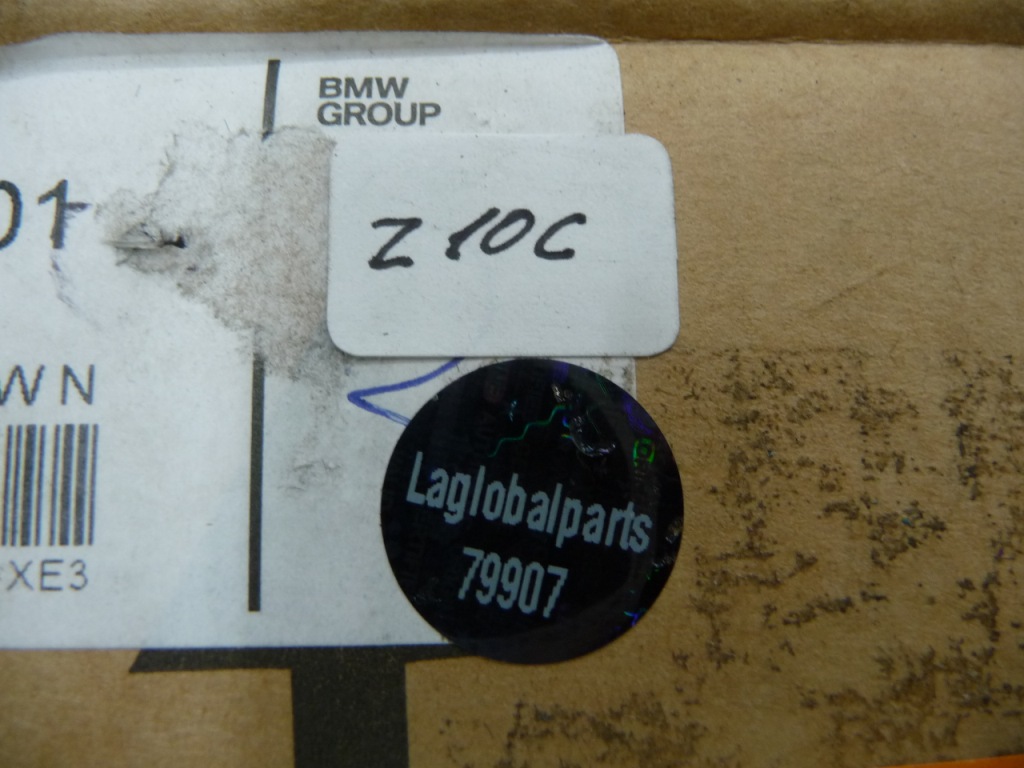 BMW
GROUP
01
Z 10C
WN
XE3
Laglobalparts
79907